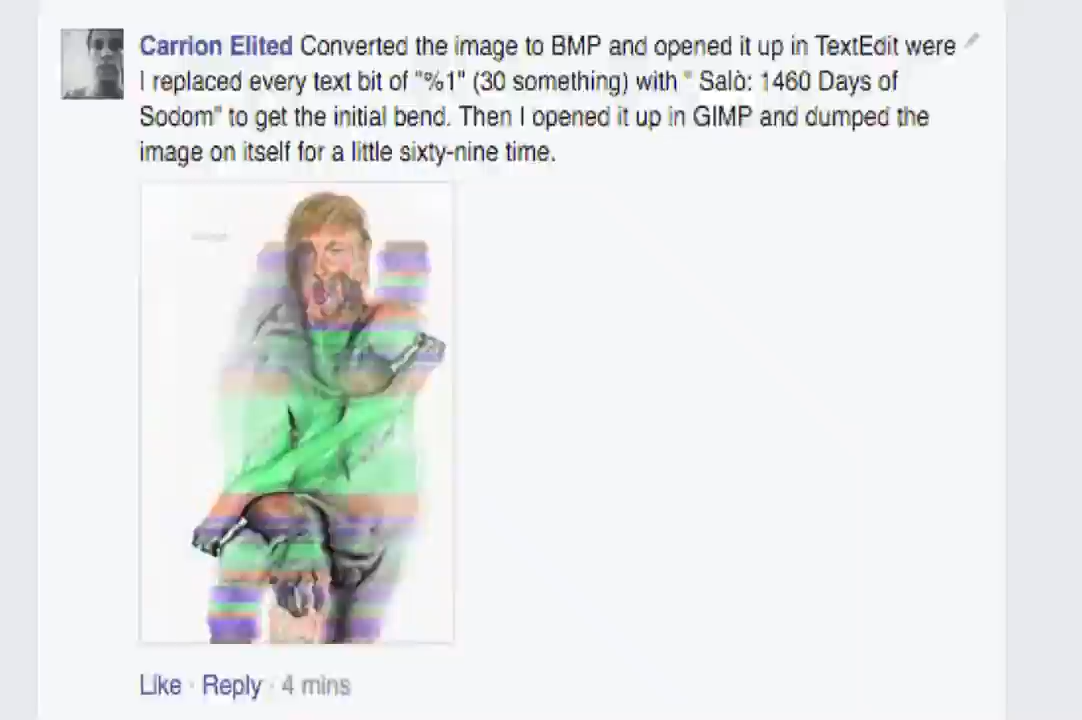 Carrion Elited Converted the image to BMP and opened it up in TextEdit were
I replaced every text bit of "%1" (30 something) with " Salò: 1460 Days of
Sodom" to get the initial bend. Then I opened it up in GIMP and dumped the
image on itself for a little sixty-nine time.
Like · Reply · 4 mins